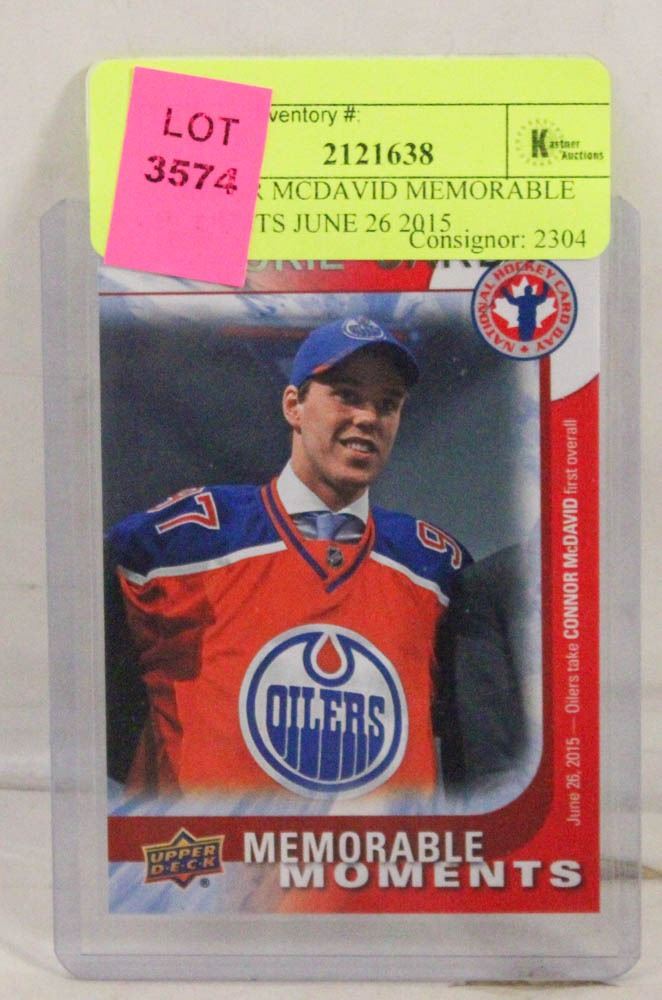 LOT
3574
ventory #:
2121638
Kastner
Auctions
R MCDAVID MEMORABLE
TS JUNE 26 2015
Consignor: 2304
NATIONAL HOCKEY CARD DAY
97
9
OILERS
June 26, 2015 — Oilers take CONNOR McDAVID first overall
UPPER
D·E·C·K
®
MEMORABLE
MOMENTS